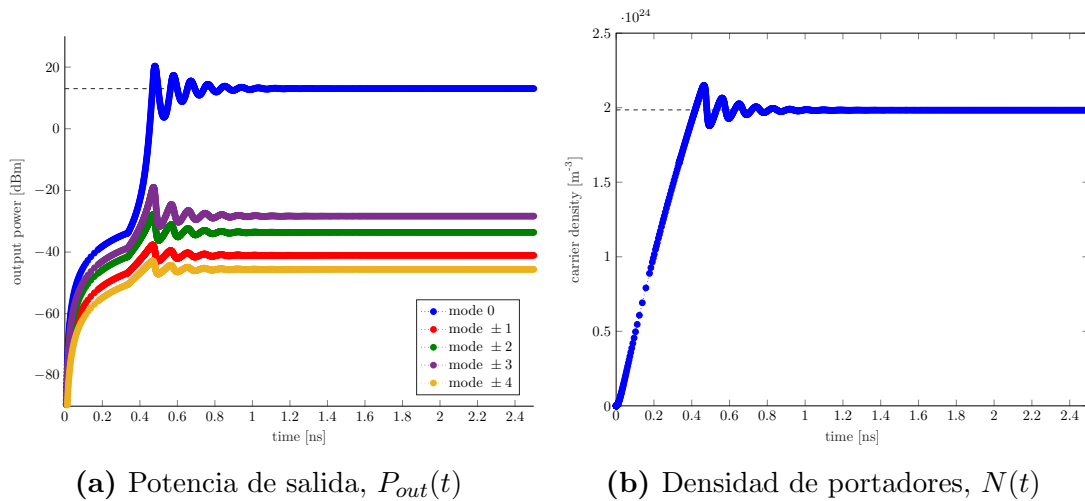 output power [dBm]
20
0
−20
−40
−60
−80
mode 0
mode ± 1
mode ± 2
mode ± 3
mode ± 4
0 0.2 0.4 0.6 0.8 1 1.2 1.4 1.6 1.8 2 2.2 2.4
time [ns]
(a) Potencia de salida, P_out(t)
·10^24
carrier density [m^-3]
2.5
2
1.5
1
0.5
0
0 0.2 0.4 0.6 0.8 1 1.2 1.4 1.6 1.8 2 2.2 2.4
time [ns]
(b) Densidad de portadores, N(t)